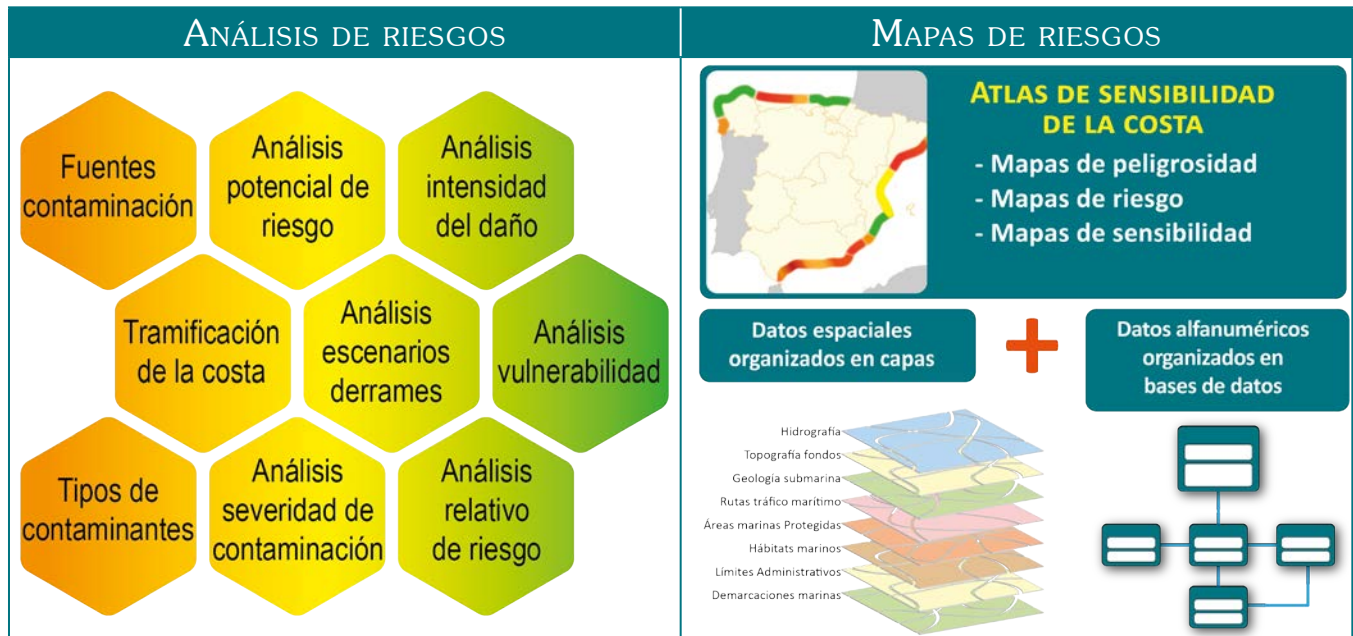 ANÁLISIS DE RIESGOS
Fuentes
contaminación
Análisis
potencial de
riesgo
Análisis
intensidad
del daño
Tramificación
de la costa
Análisis
escenarios
derrames
Análisis
vulnerabilidad
Tipos de
contaminantes
Análisis
severidad de
contaminación
Análisis
relativo
de riesgo
MAPAS DE RIESGOS
ATLAS DE SENSIBILIDAD
DE LA COSTA
- Mapas de peligrosidad
- Mapas de riesgo
- Mapas de sensibilidad
Datos espaciales
organizados en capas
Datos alfanuméricos
organizados en
bases de datos
Hidrografía
Topografía fondos
Geología submarina
Rutas tráfico marítimo
Áreas marinas Protegidas
Hábitats marinos
Límites Administrativos
Demarcaciones marinas